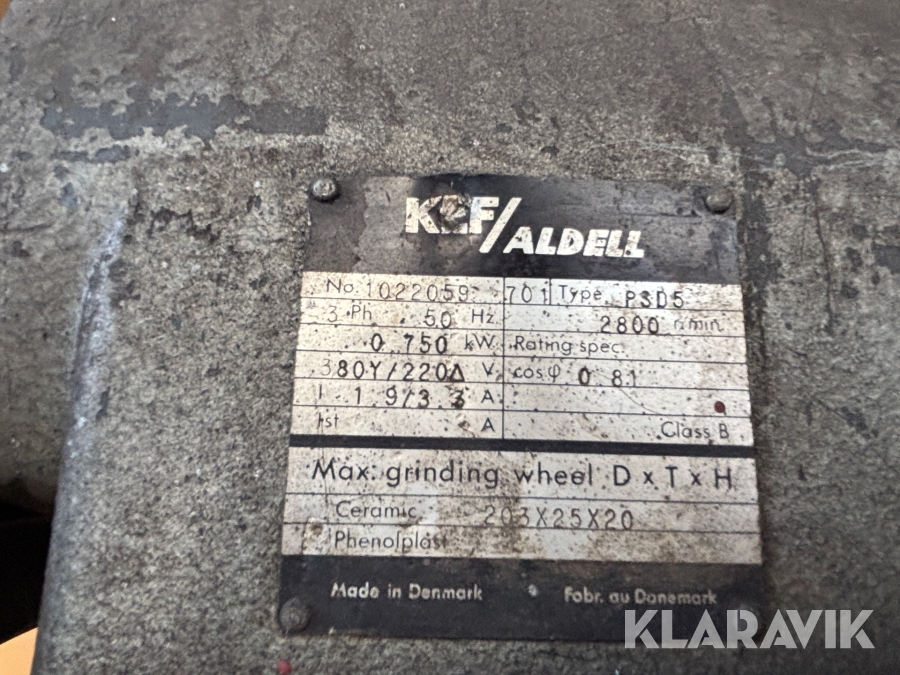 KEF/ALDELL
No. 1022059 701 Type PSD5
3 Ph 50 Hz 2800 r/min
0.750 kW Rating spec.
380Y/220Δ V cosφ 0.81
I 1.9/3.3 A
Ist A Class B
Max. grinding wheel D x T x H
Ceramic 203X25X20
Phenolplast
Made in Denmark Fabr. au Danemark
KLARAVIK